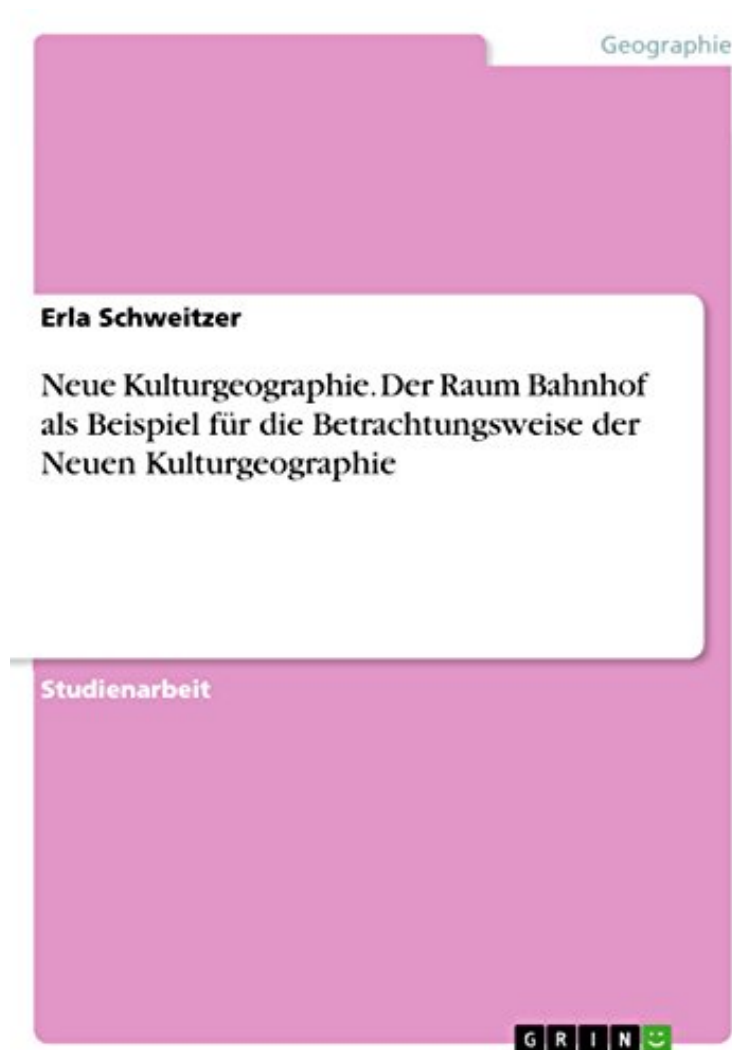 Geographie
Erla Schweitzer
Neue Kulturgeographie. Der Raum Bahnhof
als Beispiel für die Betrachtungsweise der
Neuen Kulturgeographie
Studienarbeit
GRIN